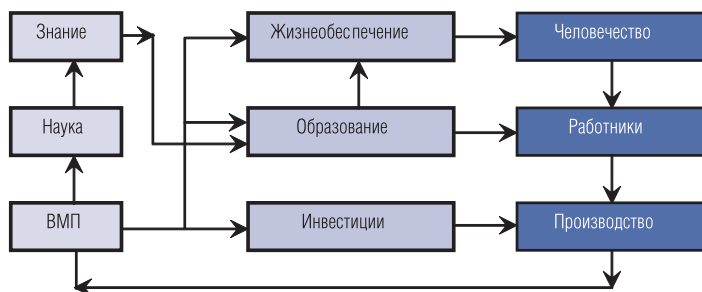 Знание
Жизнеобеспечение
Человечество
Наука
Образование
Работники
ВМП
Инвестиции
Производство